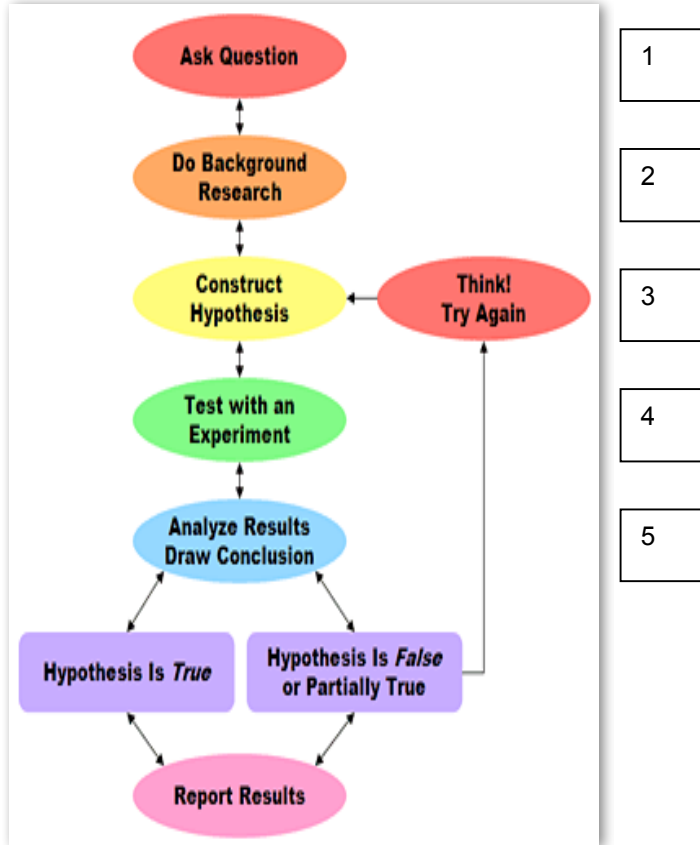 Ask Question
Do Background
Research
Construct
Hypothesis
Think!
Try Again
Test with an
Experiment
Analyze Results
Draw Conclusion
Hypothesis Is True
Hypothesis Is False
or Partially True
Report Results
1
2
3
4
5